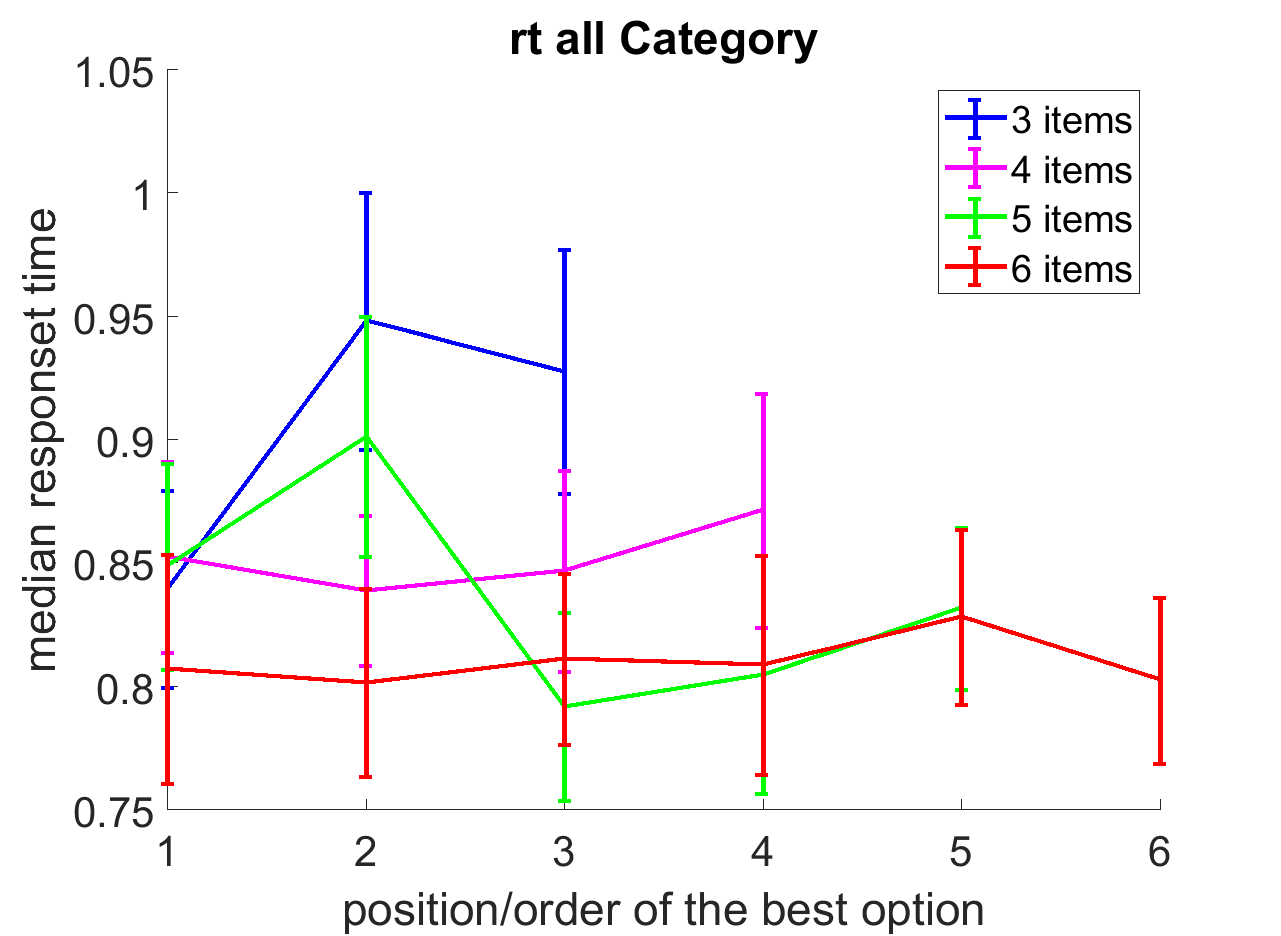 rt all Category
1.05
1
0.95
0.9
0.85
0.8
0.75
median responset time
3 items
4 items
5 items
6 items
1 2 3 4 5 6
position/order of the best option